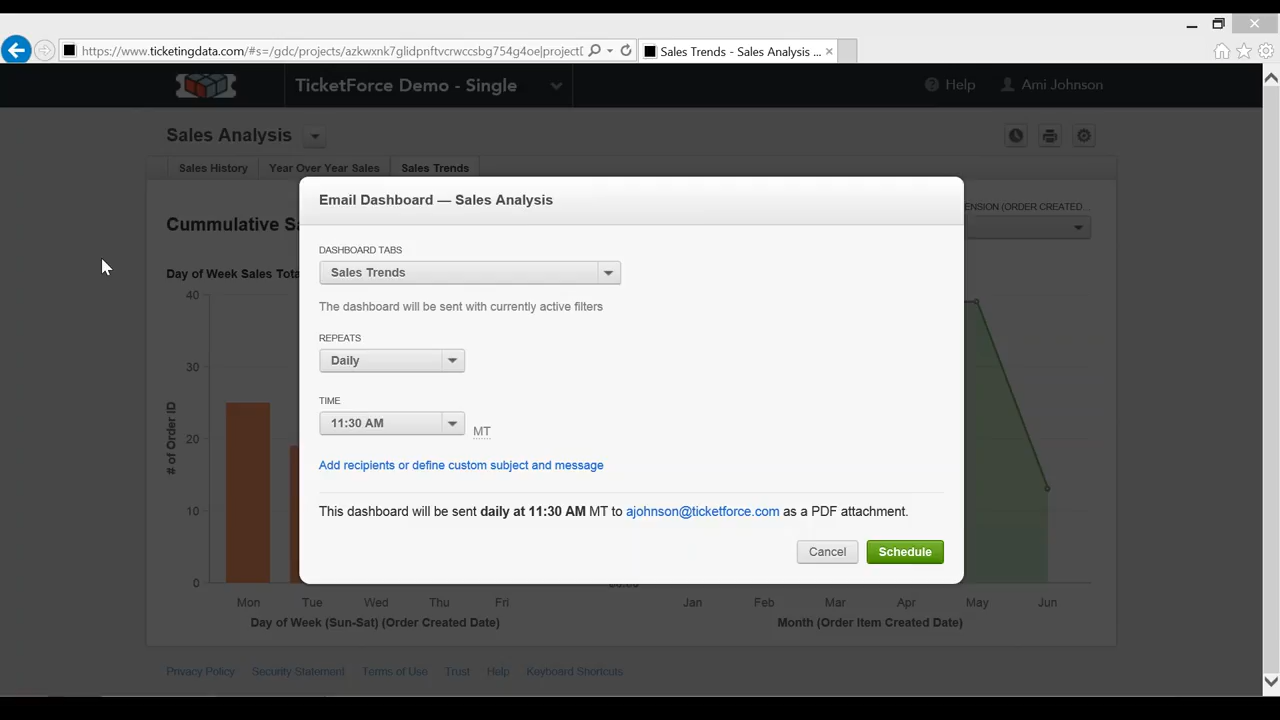 https://www.ticketingdata.com/#s=/gdc/projects/azkwxnk7glidpnftvcrwccsbg754g4oe|project
Sales Trends - Sales Analysis ...
TicketForce Demo - Single
Help
Ami Johnson
Sales Analysis
Sales History
Year Over Year Sales
Sales Trends
Email Dashboard — Sales Analysis
Cummulative Sa
ENSION (ORDER CREATED...
DASHBOARD TABS
Sales Trends
Day of Week Sales Tota
The dashboard will be sent with currently active filters
REPEATS
Daily
TIME
11:30 AM
MT
Add recipients or define custom subject and message
This dashboard will be sent daily at 11:30 AM MT to ajohnson@ticketforce.com as a PDF attachment.
Cancel
Schedule
40
30
20
10
0
# of Order ID
Mon Tue Wed Thu Fri
Day of Week (Sun-Sat) (Order Created Date)
Jan Feb Mar Apr May Jun
Month (Order Item Created Date)
Privacy Policy Security Statement Terms of Use Trust Help Keyboard Shortcuts